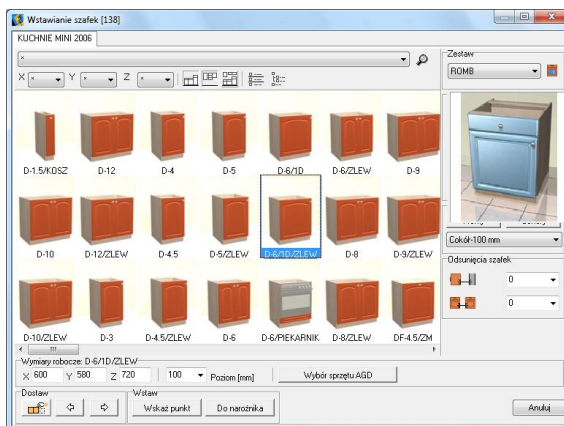 Wstawianie szafek [138]
KUCHNIE MINI 2006
*
Zestaw
ROMB
X * Y * Z *
D-1.5/KOSZ D-12 D-4 D-5 D-6/1D D-6/ZLEW D-9
D-10 D-12/ZLEW D-4.5 D-5/ZLEW D-6/1D/ZLEW D-8 D-9/ZLEW
Cokół-100 mm
Odsunięcia szafek
0
0
D-10/ZLEW D-3 D-4.5/ZLEW D-6 D-6/PIEKARNIK D-8/ZLEW DF-4.5/ZM
Wymiary robocze: D-6/1D/ZLEW
X 600 Y 580 Z 720 100 Poziom [mm] Wybór sprzętu AGD
Dostaw Wstaw
Wskaż punkt Do narożnika Anuluj